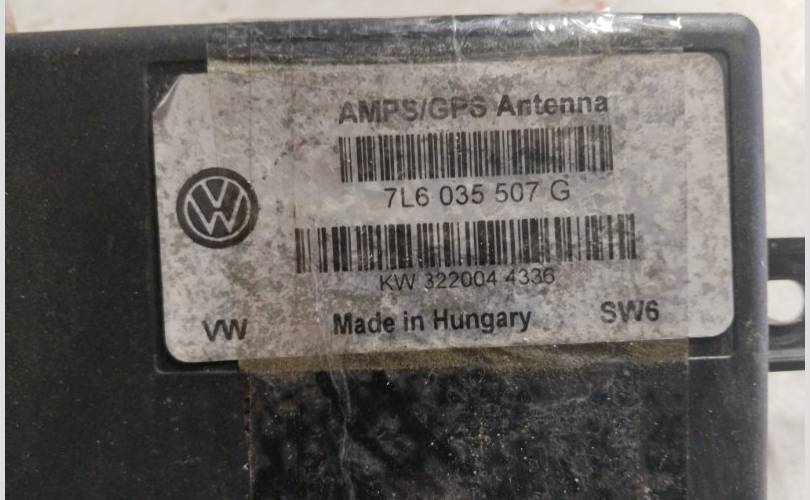 AMPS/GPS Antenna
7L6 035 507 G
KW 322004 4336
VW Made in Hungary SW6